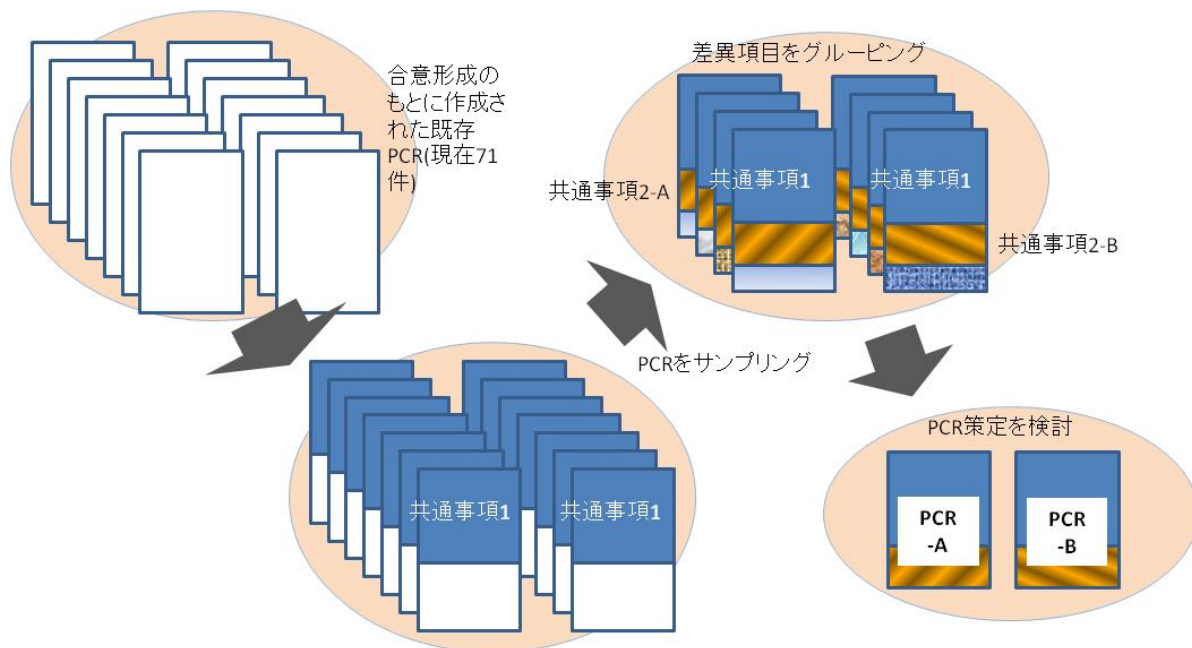 合意形成の
もとに作成さ
れた既存
PCR(現在71
件)
差異項目をグルーピング
共通事項2-A
共通事項1
共通事項1
共通事項2-B
PCRをサンプリング
共通事項1
共通事項1
PCR策定を検討
PCR
-A
PCR
-B